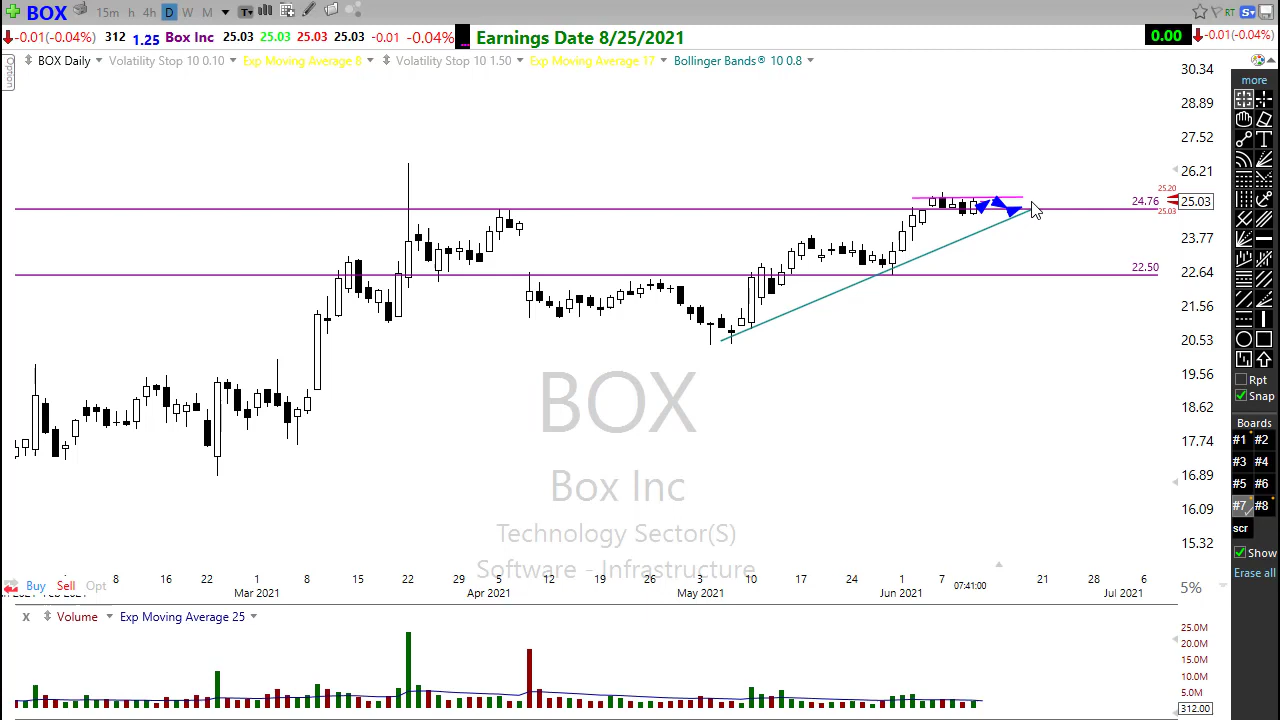 BOX 15m h 4h D W M T
-0.01(-0.04%) 312 1.25 Box Inc 25.03 25.03 25.03 25.03 -0.01 -0.04% Earnings Date 8/25/2021 0.00 -0.01(-0.04%)
RT S
Option
BOX Daily Volatility Stop 10 0.10 Exp Moving Average 8 Volatility Stop 10 1.50 Exp Moving Average 17 Bollinger Bands® 10 0.8
30.34
28.89
27.52
26.21
25.20
24.76 25.03
25.03
23.77
22.50 22.64
21.56
20.53
19.56
18.62
17.74
16.89
16.09
15.32
BOX
Box Inc
Technology Sector(S)
Software - Infrastructure
more
Rpt
Snap
Boards
#1 #2
#3 #4
#5 #6
#7 #8
scr
Show
Erase all
Buy Sell Opt
8 16 22 1 8 15 22 29 5 12 19 26 3 10 17 24 1 7 07:41:00 21 28 6
Mar 2021 Apr 2021 May 2021 Jun 2021 Jul 2021
5%
x Volume Exp Moving Average 25
25.0M
20.0M
15.0M
10.0M
5.0M
312.00